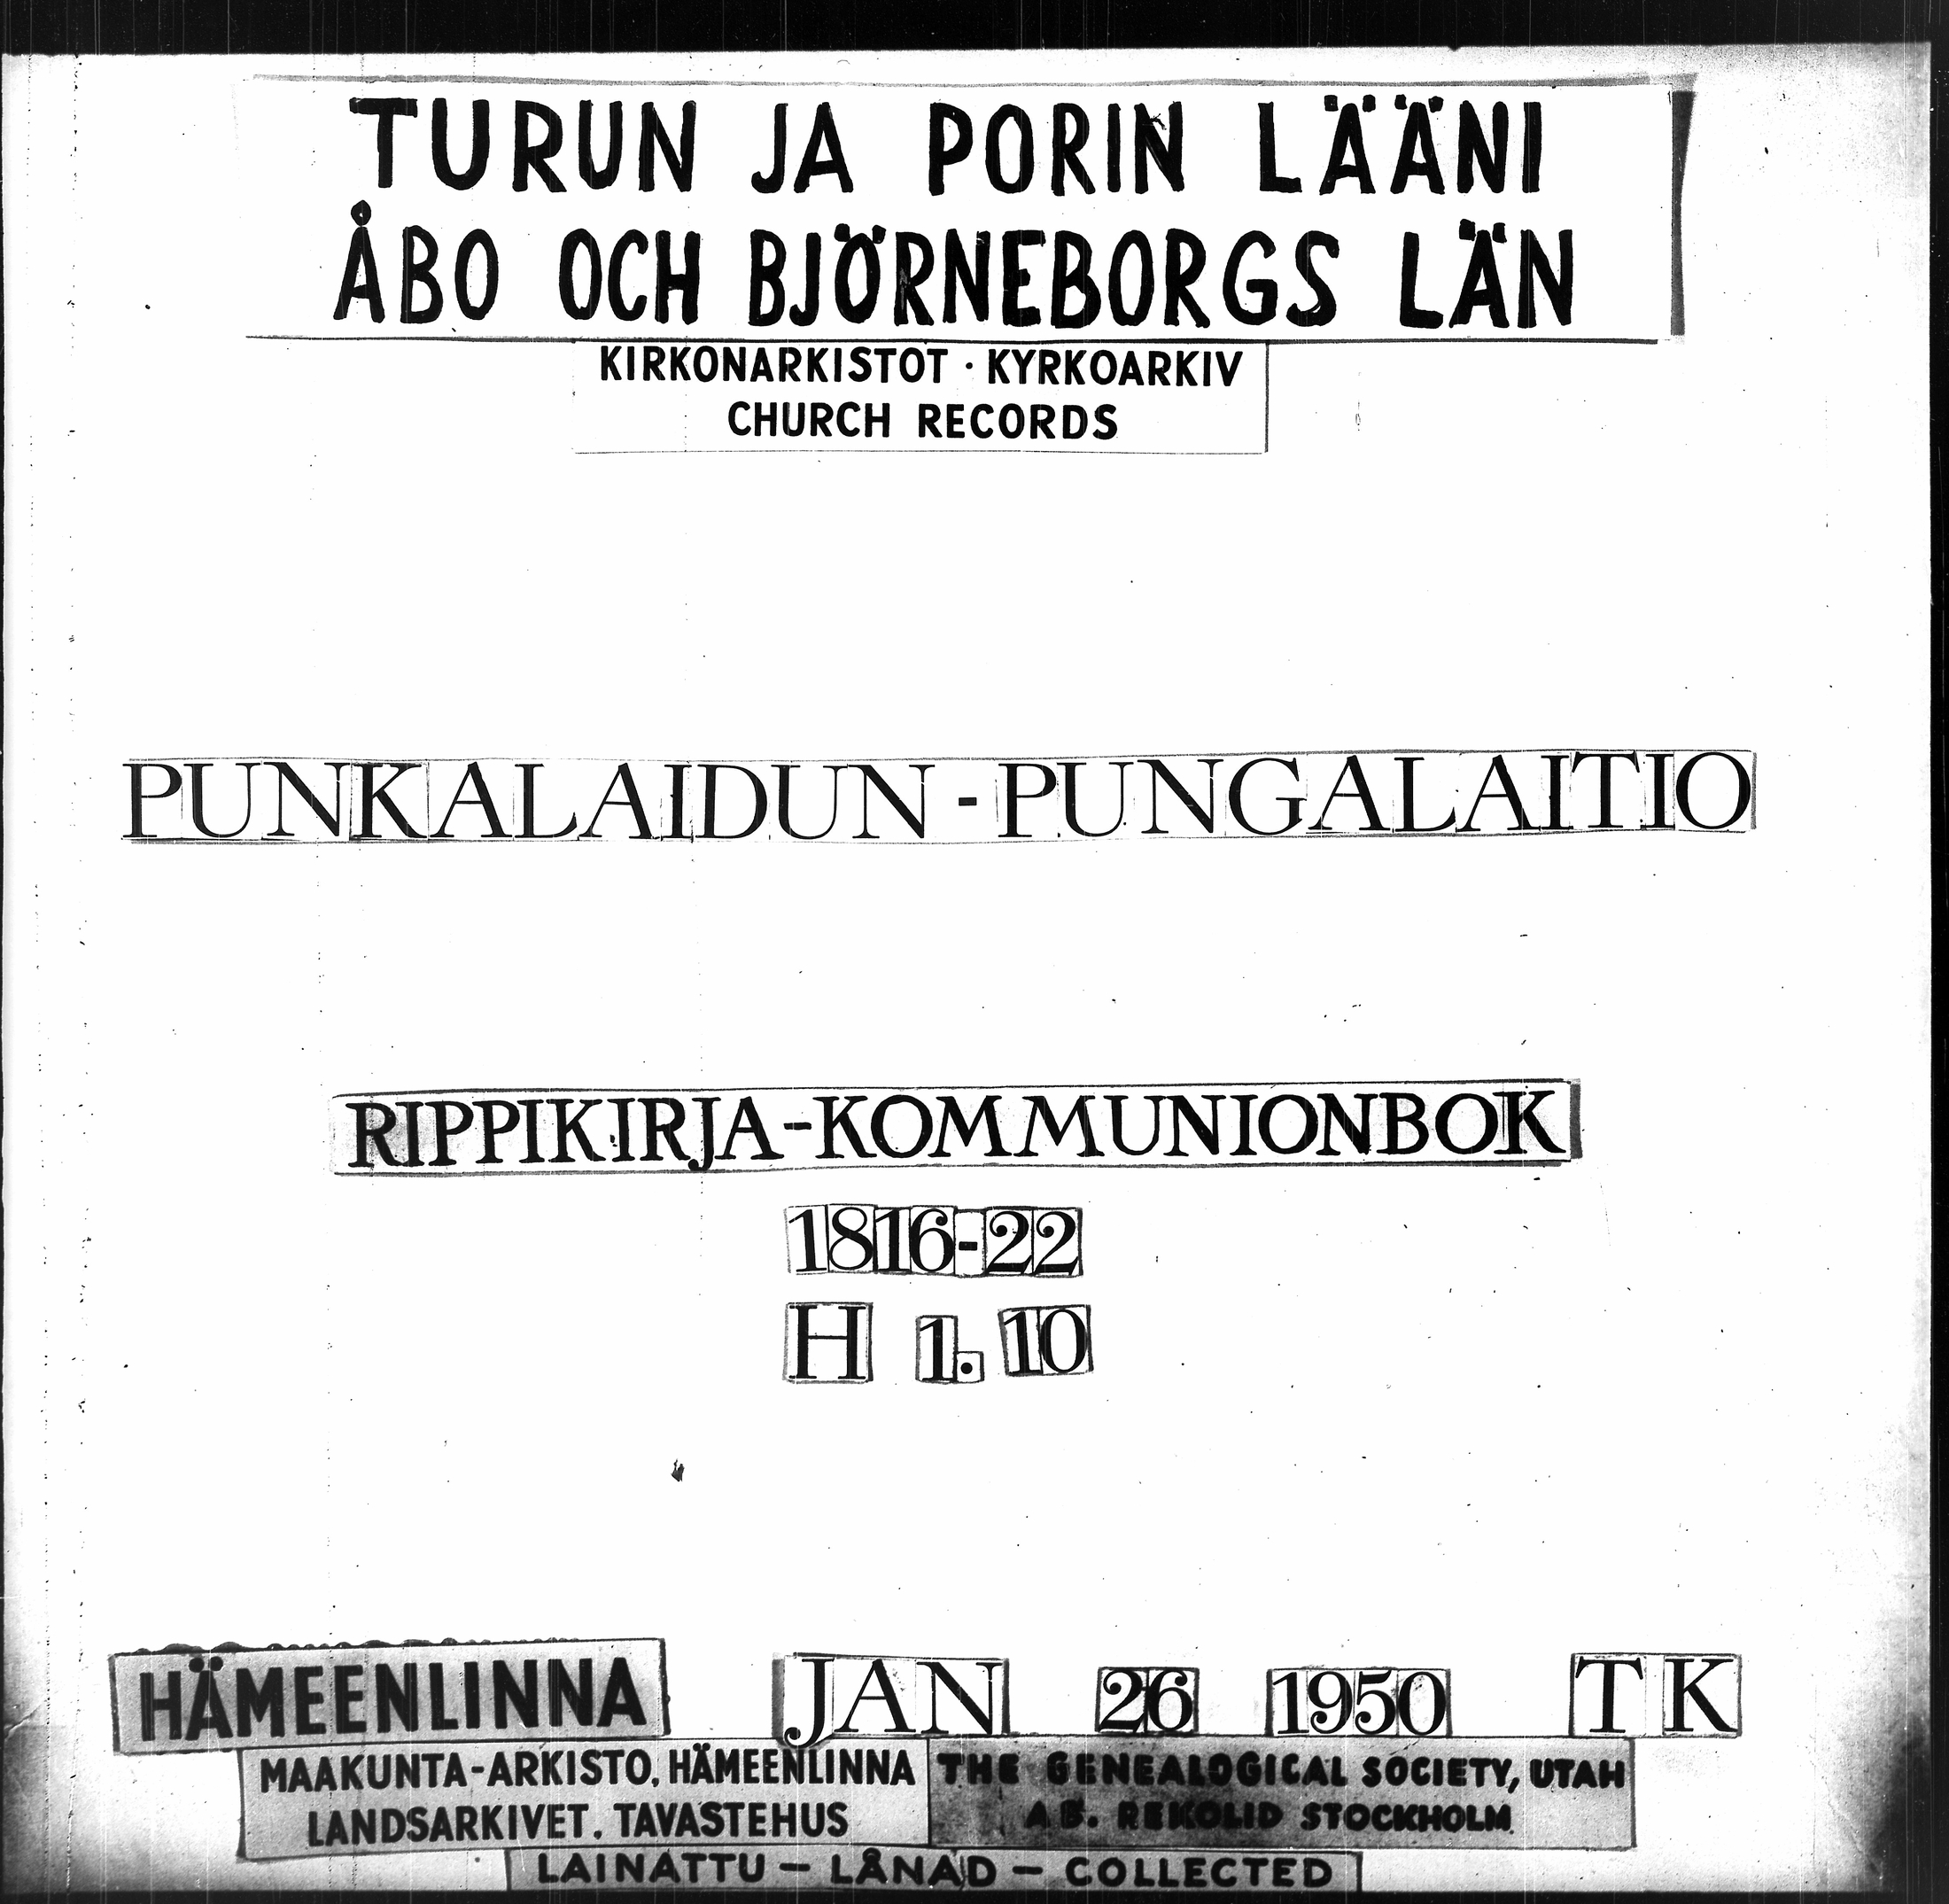 TURUN JA PORIN LÄÄNI
ÅBO OCH BJÖRNEBORGS LÄN
KIRKONARKISTOT · KYRKOARKIV
CHURCH RECORDS
PUNKALAIDUN - PUNGALAITIO
RIPPIKIRJA-KOMMUNIONBOK
1816-22
H 1. 10
HÄMEENLINNA JAN 26 1950 TK
MAAKUNTA-ARKISTO, HÄMEENLINNA
LANDSARKIVET, TAVASTEHUS
THE GENEALOGICAL SOCIETY, UTAH
AB. REKOLID STOCKHOLM
LAINATTU — LÅNAD — COLLECTED